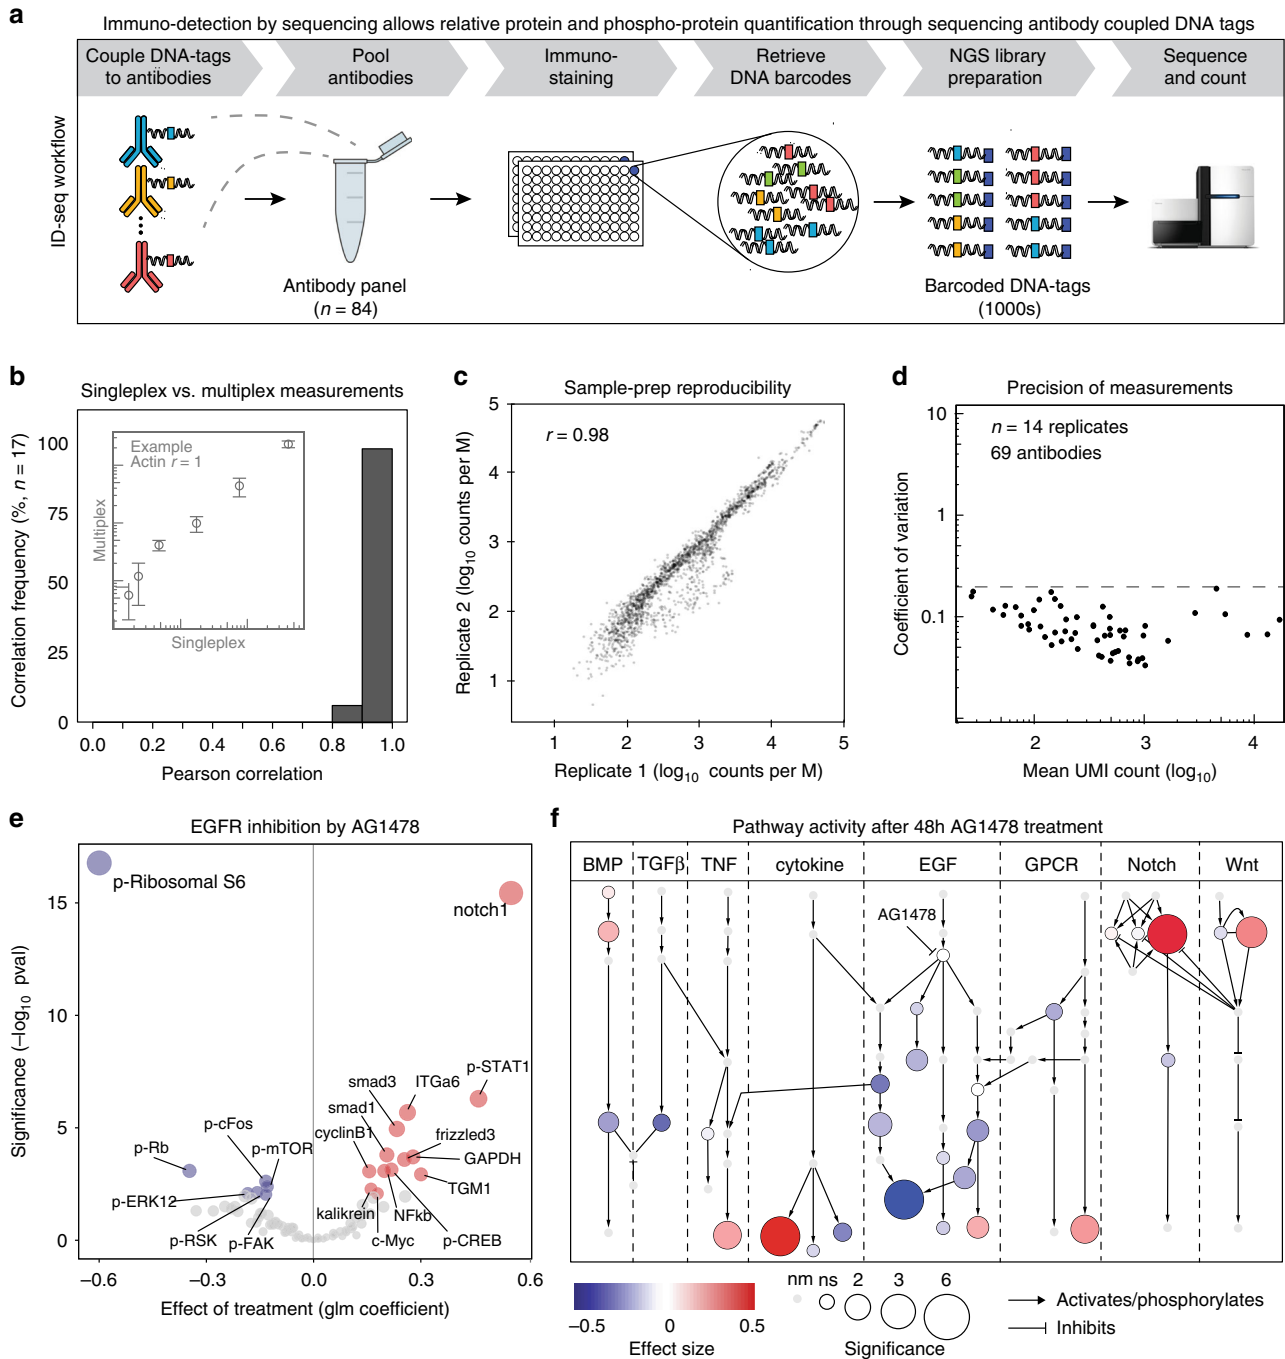 a
Immuno-detection by sequencing allows relative protein and phospho-protein quantification through sequencing antibody coupled DNA tags
ID-seq workflow
Couple DNA-tags
to antibodies
Pool
antibodies
Immuno-
staining
Retrieve
DNA barcodes
NGS library
preparation
Sequence
and count
Antibody panel
(n = 84)
Barcoded DNA-tags
(1000s)
b
Singleplex vs. multiplex measurements
Correlation frequency (%, n = 17)
100
75
50
25
0
Example
Actin r = 1
Multiplex
Singleplex
0.0 0.2 0.4 0.6 0.8 1.0
Pearson correlation
c
Sample-prep reproducibility
r = 0.98
Replicate 2 (log10 counts per M)
5
4
3
2
1
1 2 3 4 5
Replicate 1 (log10 counts per M)
d
Precision of measurements
n = 14 replicates
69 antibodies
Coefficient of variation
10
1
0.1
2 3 4
Mean UMI count (log10)
e
EGFR inhibition by AG1478
Significance (−log10 pval)
15
10
5
0
p-Ribosomal S6
notch1
p-STAT1
ITGa6
smad3
smad1
cyclinB1
frizzled3
GAPDH
TGM1
p-cFos
p-Rb
p-mTOR
p-ERK12
p-RSK
p-FAK
kalikrein
NFkb
c-Myc
p-CREB
−0.6 −0.3 0.0 0.3 0.6
Effect of treatment (glm coefficient)
f
Pathway activity after 48h AG1478 treatment
BMP TGFβ TNF cytokine EGF GPCR Notch Wnt
AG1478
−0.5 0 0.5
Effect size
nm ns 2 3 6
Significance
Activates/phosphorylates
Inhibits